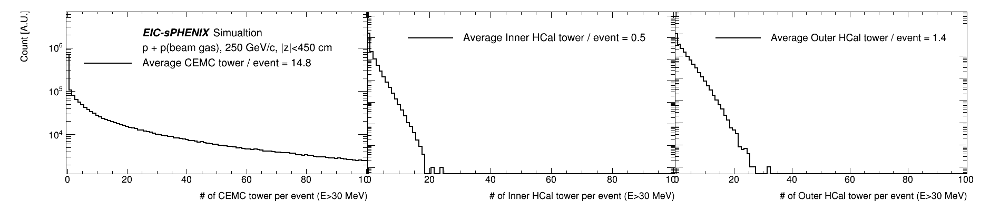 Count [A.U.]
EIC-sPHENIX Simualtion
p + p(beam gas), 250 GeV/c, |z|<450 cm
Average CEMC tower / event = 14.8
10^6
10^5
10^4
0 20 40 60 80 10
# of CEMC tower per event (E>30 MeV)
Average Inner HCal tower / event = 0.5
20 40 60 80 100
# of Inner HCal tower per event (E>30 MeV)
Average Outer HCal tower / event = 1.4
20 40 60 80 100
# of Outer HCal tower per event (E>30 MeV)